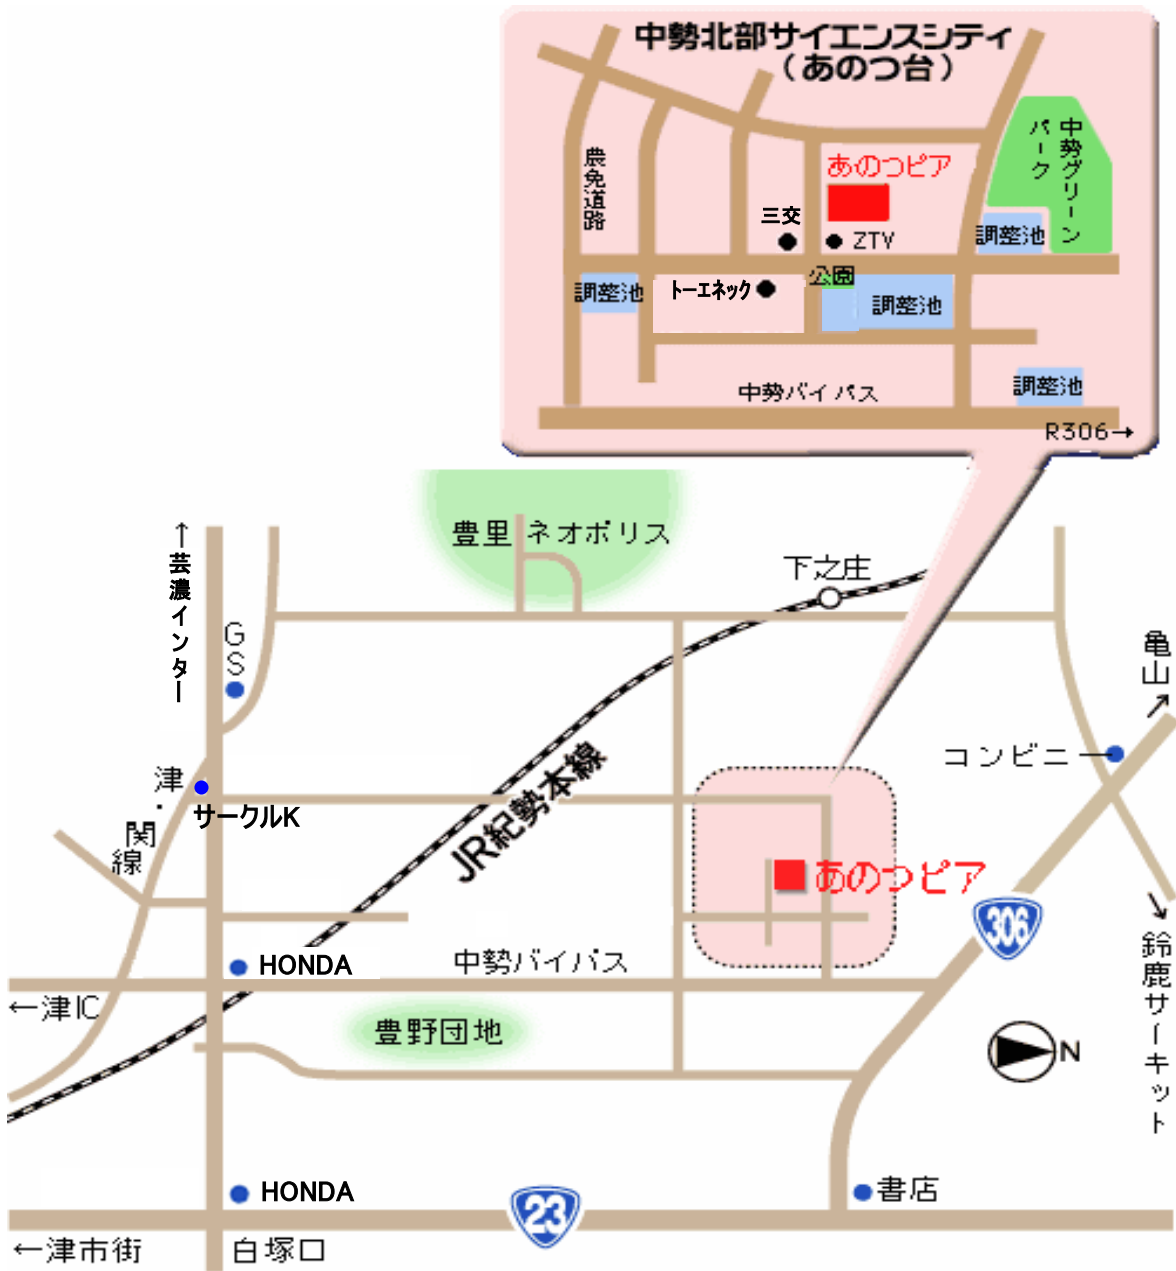 中勢北部サイエンスシティ
（あのつ台）
農免道路
あのつピア
三交
ZTV
中勢グリーン
パーク
調整池
公園
調整池
トーエネック
調整池
調整池
中勢バイパス
R306→
豊里ネオポリス
←芸濃インター
下之庄
GS
亀山
↗
コンビニ
津・関線
サークルK
JR紀勢本線
あのつピア
306
↘
鈴鹿サーキット
HONDA
中勢バイパス
←津IC
豊野団地
N
HONDA
23
書店
←津市街
白塚口